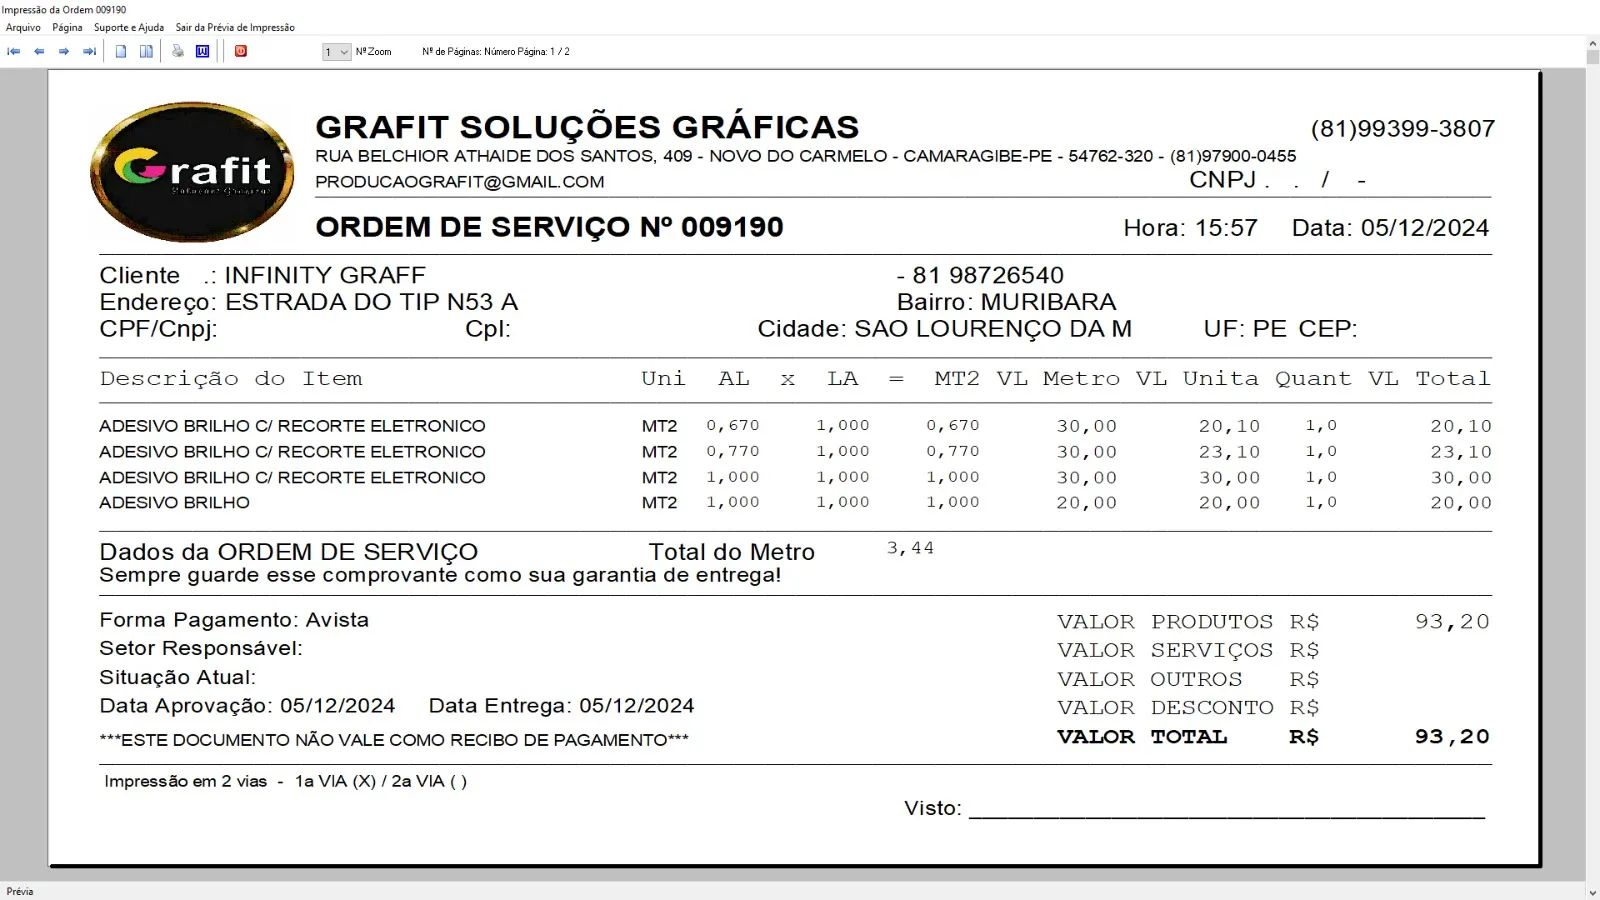 Impressão da Ordem 009190
Arquivo Página Suporte e Ajuda Sair da Prévia de Impressão
1 Nº Zoom Nº de Páginas: Número Página: 1 / 2
Grafit
Soluções Gráficas
GRAFIT SOLUÇÕES GRÁFICAS (81)99399-3807
RUA BELCHIOR ATHAIDE DOS SANTOS, 409 - NOVO DO CARMELO - CAMARAGIBE-PE - 54762-320 - (81)97900-0455
PRODUCAOGRAFIT@GMAIL.COM CNPJ . . / -
ORDEM DE SERVIÇO Nº 009190 Hora: 15:57 Data: 05/12/2024
Cliente .: INFINITY GRAFF - 81 98726540
Endereço: ESTRADA DO TIP N53 A Bairro: MURIBARA
CPF/Cnpj: Cpl: Cidade: SAO LOURENÇO DA M UF: PE CEP:
Descrição do Item Uni AL x LA = MT2 VL Metro VL Unita Quant VL Total
ADESIVO BRILHO C/ RECORTE ELETRONICO MT2 0,670 1,000 0,670 30,00 20,10 1,0 20,10
ADESIVO BRILHO C/ RECORTE ELETRONICO MT2 0,770 1,000 0,770 30,00 23,10 1,0 23,10
ADESIVO BRILHO C/ RECORTE ELETRONICO MT2 1,000 1,000 1,000 30,00 30,00 1,0 30,00
ADESIVO BRILHO MT2 1,000 1,000 1,000 20,00 20,00 1,0 20,00
Dados da ORDEM DE SERVIÇO Total do Metro 3,44
Sempre guarde esse comprovante como sua garantia de entrega!
Forma Pagamento: Avista VALOR PRODUTOS R$ 93,20
Setor Responsável: VALOR SERVIÇOS R$
Situação Atual: VALOR OUTROS R$
Data Aprovação: 05/12/2024 Data Entrega: 05/12/2024 VALOR DESCONTO R$
***ESTE DOCUMENTO NÃO VALE COMO RECIBO DE PAGAMENTO*** VALOR TOTAL R$ 93,20
Impressão em 2 vias - 1a VIA (X) / 2a VIA ( )
Visto:
Prévia